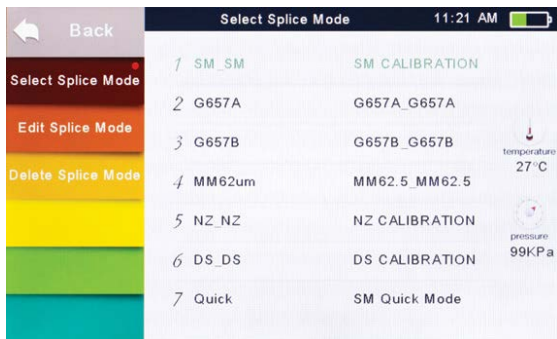 Back
Select Splice Mode 11:21 AM
Select Splice Mode
Edit Splice Mode
Delete Splice Mode
1 SM_SM SM CALIBRATION
2 G657A G657A_G657A
3 G657B G657B_G657B
4 MM62um MM62.5_MM62.5
5 NZ_NZ NZ CALIBRATION
6 DS_DS DS CALIBRATION
7 Quick SM Quick Mode
temperature
27°C
pressure
99KPa